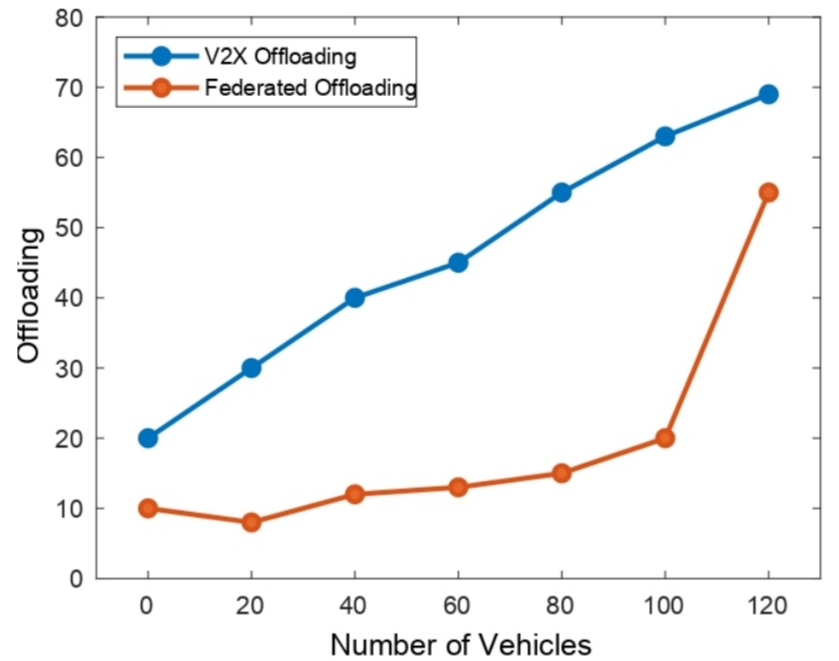 80
70
60
50
40
30
20
10
0
Offloading
V2X Offloading
Federated Offloading
0 20 40 60 80 100 120
Number of Vehicles